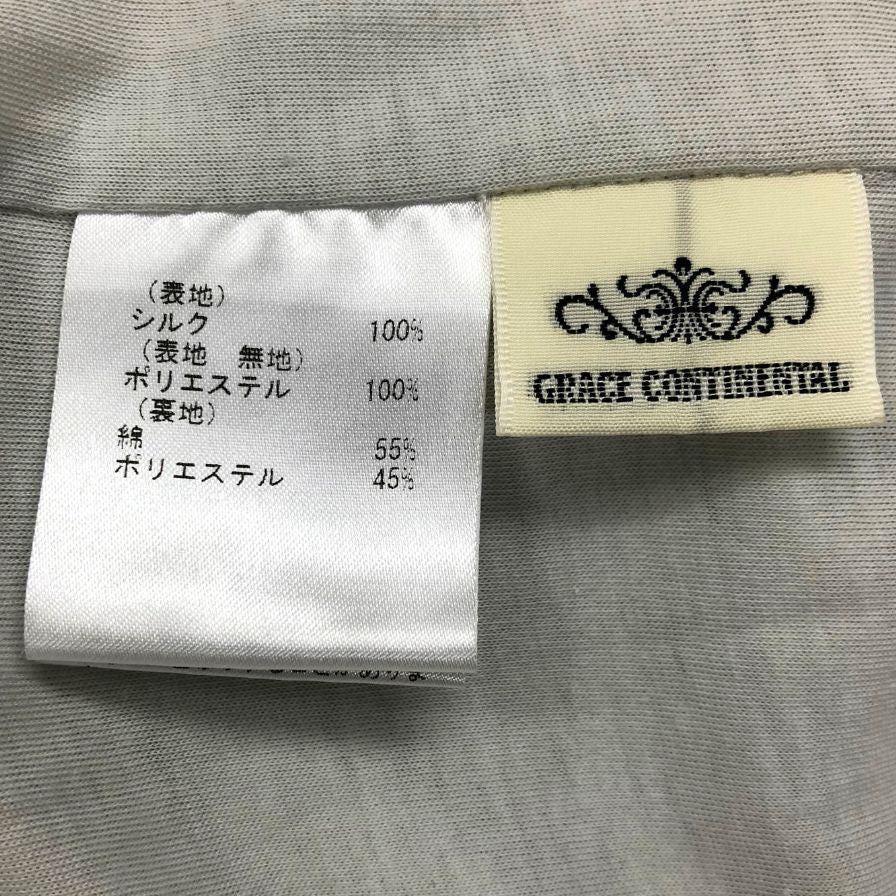 （表地）
シルク 100%
（表地 無地）
ポリエステル 100%
（裏地）
綿 55%
ポリエステル 45%
GRACE CONTINENTAL